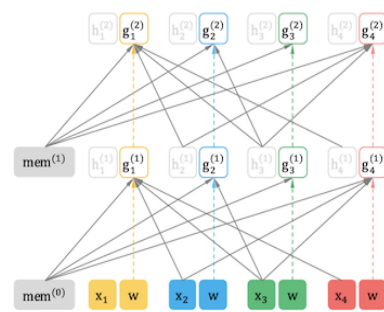 h₁⁽²⁾ g₁⁽²⁾ h₂⁽²⁾ g₂⁽²⁾ h₃⁽²⁾ g₃⁽²⁾ h₄⁽²⁾ g₄⁽²⁾
mem⁽¹⁾ h₁⁽¹⁾ g₁⁽¹⁾ h₂⁽¹⁾ g₂⁽¹⁾ h₃⁽¹⁾ g₃⁽¹⁾ h₄⁽¹⁾ g₄⁽¹⁾
mem⁽⁰⁾ x₁ w x₂ w x₃ w x₄ w